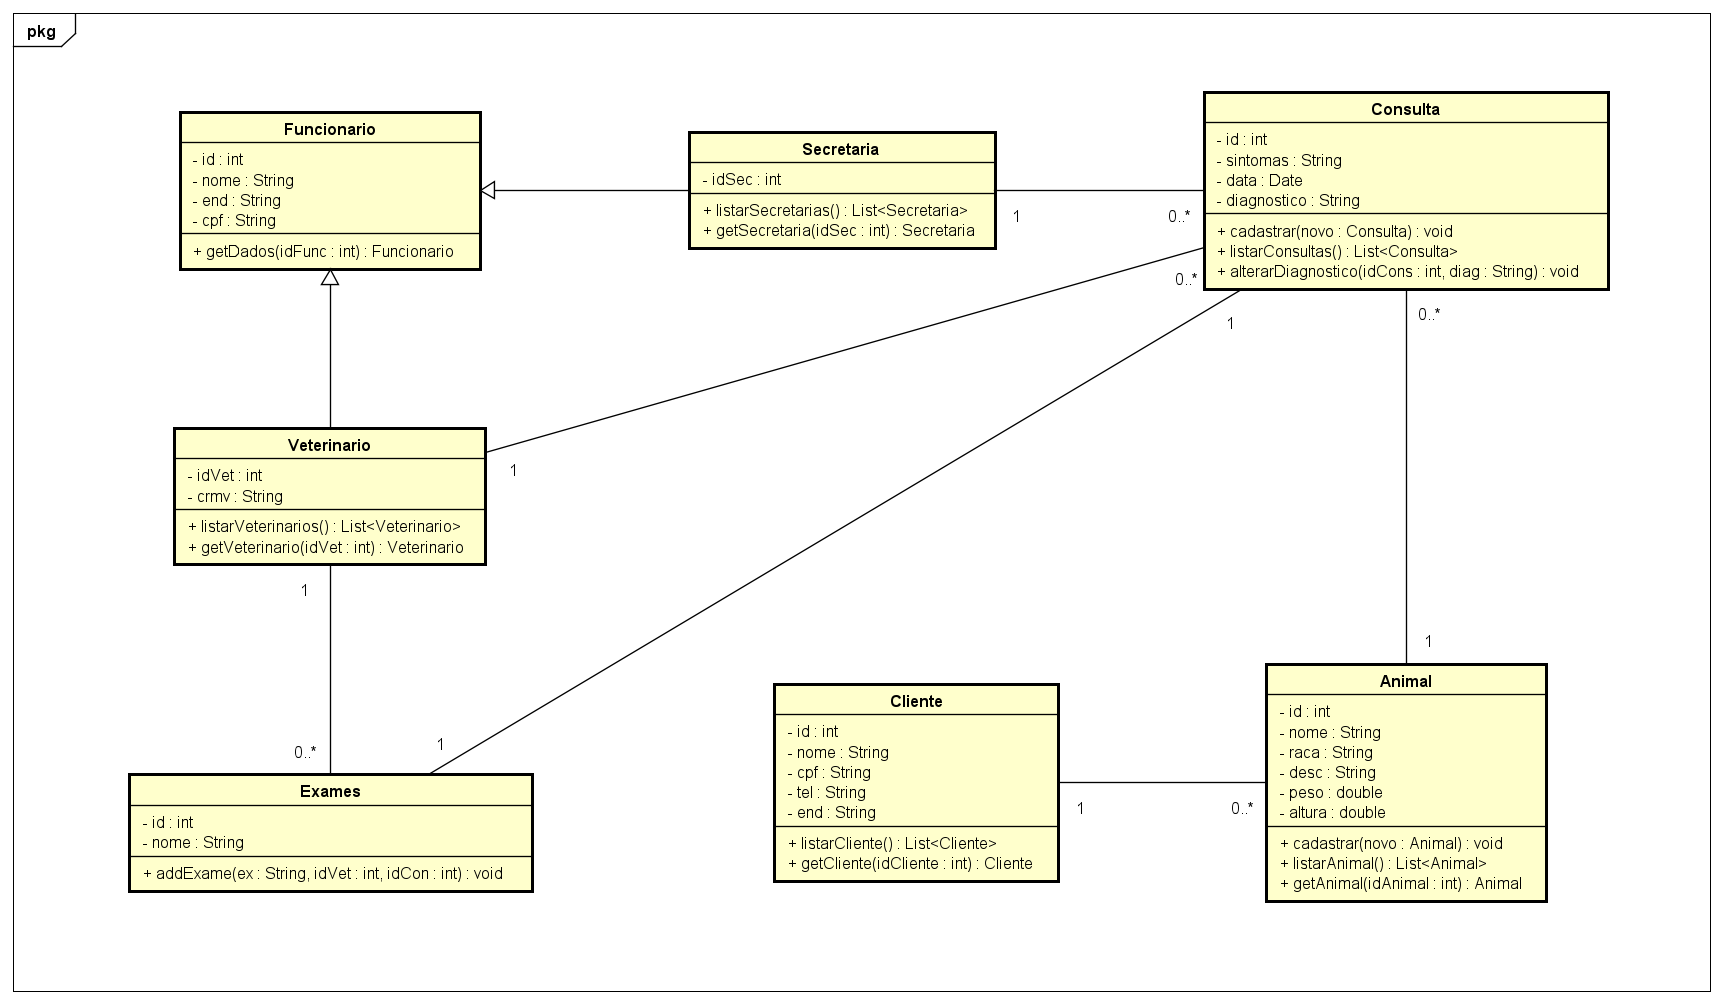 pkg
Funcionario
- id : int
- nome : String
- end : String
- cpf : String
+ getDados(idFunc : int) : Funcionario
Secretaria
- idSec : int
+ listarSecretarias() : List<Secretaria>
+ getSecretaria(idSec : int) : Secretaria
1
0..*
Consulta
- id : int
- sintomas : String
- data : Date
- diagnostico : String
+ cadastrar(novo : Consulta) : void
+ listarConsultas() : List<Consulta>
+ alterarDiagnostico(idCons : int, diag : String) : void
0..*
1
0..*
Veterinario
- idVet : int
- crmv : String
+ listarVeterinarios() : List<Veterinario>
+ getVeterinario(idVet : int) : Veterinario
1
1
0..*
1
1
Exames
- id : int
- nome : String
+ addExame(ex : String, idVet : int, idCon : int) : void
Cliente
- id : int
- nome : String
- cpf : String
- tel : String
- end : String
+ listarCliente() : List<Cliente>
+ getCliente(idCliente : int) : Cliente
1
0..*
Animal
- id : int
- nome : String
- raca : String
- desc : String
- peso : double
- altura : double
+ cadastrar(novo : Animal) : void
+ listarAnimal() : List<Animal>
+ getAnimal(idAnimal : int) : Animal